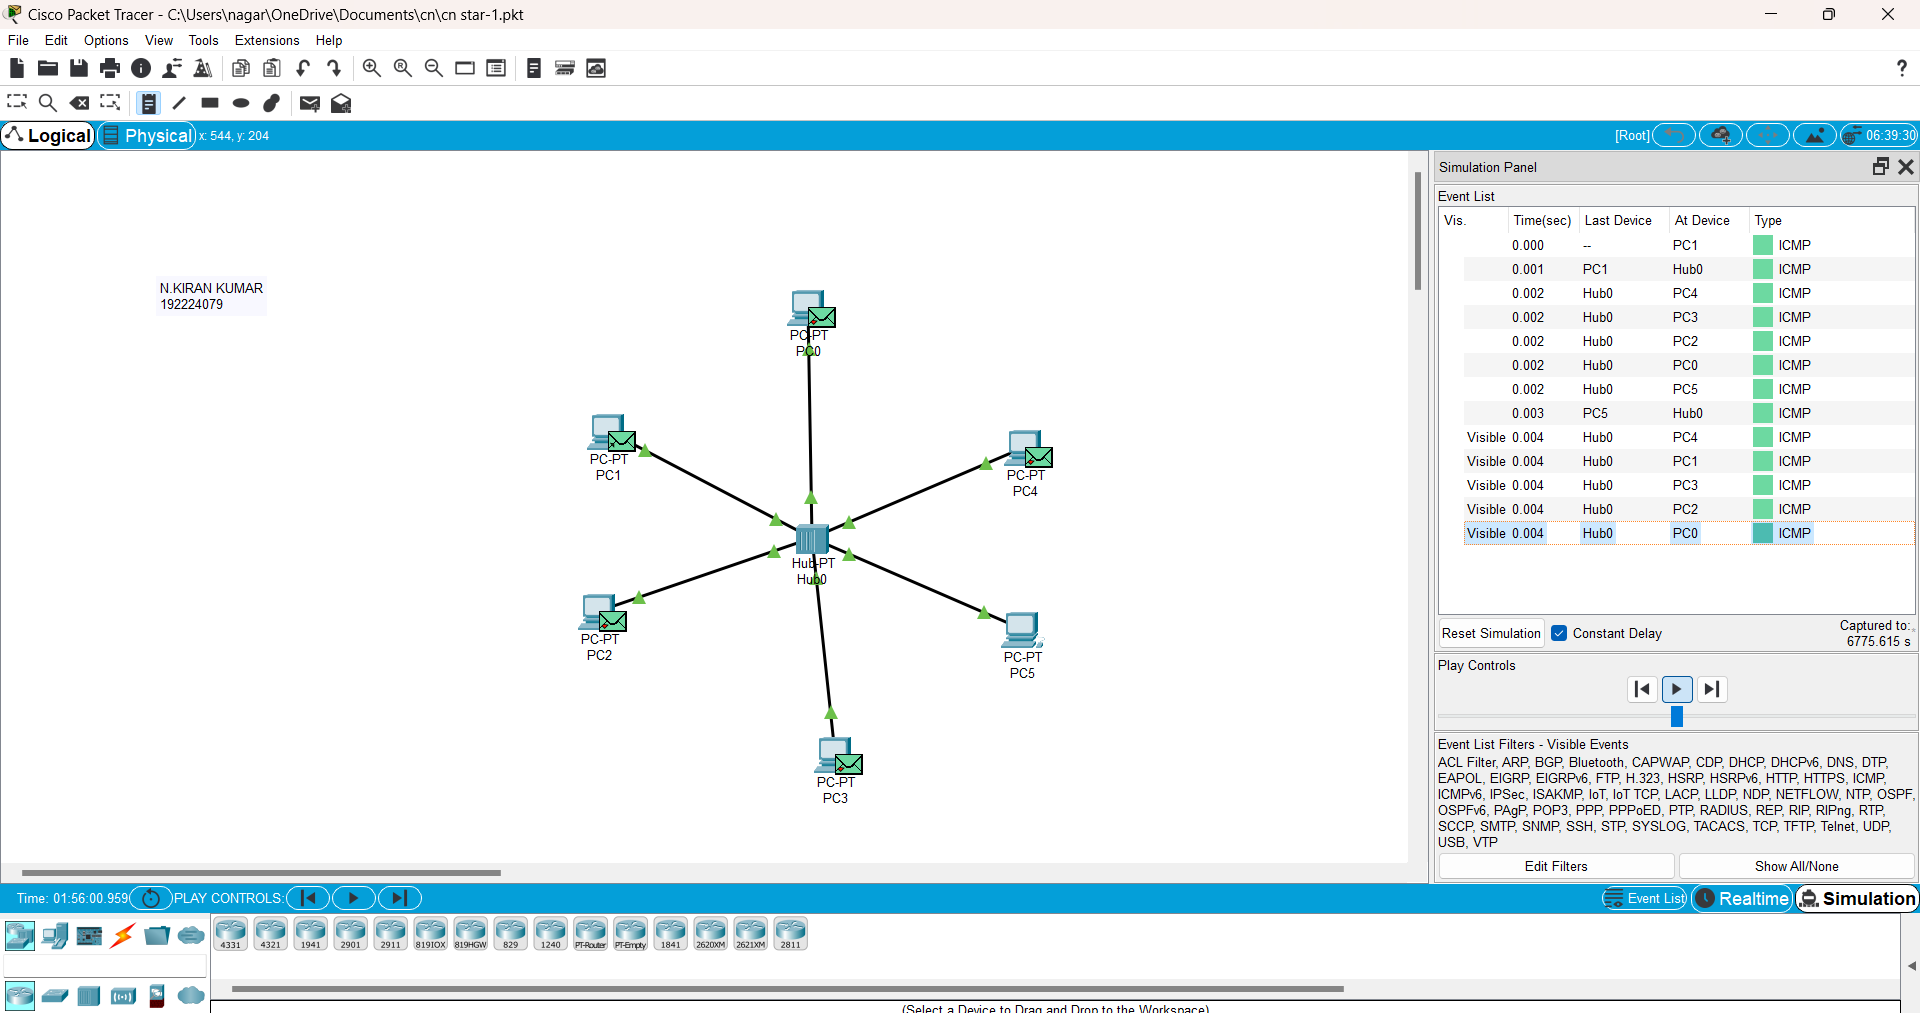 Cisco Packet Tracer - C:\Users\nagar\OneDrive\Documents\cn\cn star-1.pkt
File Edit Options View Tools Extensions Help
Logical Physical x: 544, y: 204 [Root] 06:39:30
N.KIRAN KUMAR
192224079
PC-PT
PC0
PC-PT
PC1
PC-PT
PC4
Hub-PT
Hub0
PC-PT
PC2
PC-PT
PC5
PC-PT
PC3
Simulation Panel
Event List
Vis. Time(sec) Last Device At Device Type
0.000 -- PC1 ICMP
0.001 PC1 Hub0 ICMP
0.002 Hub0 PC4 ICMP
0.002 Hub0 PC3 ICMP
0.002 Hub0 PC2 ICMP
0.002 Hub0 PC0 ICMP
0.002 Hub0 PC5 ICMP
0.003 PC5 Hub0 ICMP
Visible 0.004 Hub0 PC4 ICMP
Visible 0.004 Hub0 PC1 ICMP
Visible 0.004 Hub0 PC3 ICMP
Visible 0.004 Hub0 PC2 ICMP
Visible 0.004 Hub0 PC0 ICMP
Reset Simulation Constant Delay Captured to:
6775.615 s
Play Controls
Event List Filters - Visible Events
ACL Filter, ARP, BGP, Bluetooth, CAPWAP, CDP, DHCP, DHCPv6, DNS, DTP,
EAPOL, EIGRP, EIGRPv6, FTP, H.323, HSRP, HSRPv6, HTTP, HTTPS, ICMP,
ICMPv6, IPSec, ISAKMP, IoT, IoT TCP, LACP, LLDP, NDP, NETFLOW, NTP, OSPF,
OSPFv6, PAgP, POP3, PPP, PPPoED, PTP, RADIUS, REP, RIP, RIPng, RTP,
SCCP, SMTP, SNMP, SSH, STP, SYSLOG, TACACS, TCP, TFTP, Telnet, UDP,
USB, VTP
Edit Filters Show All/None
Time: 01:56:00.959 PLAY CONTROLS: Event List Realtime Simulation
4331 4321 1941 2901 2911 819IOX 819HGW 829 1240 PT-Router PT-Empty 1841 2620XM 2621XM 2811
(Select a Device to Drag and Drop to the Workspace)